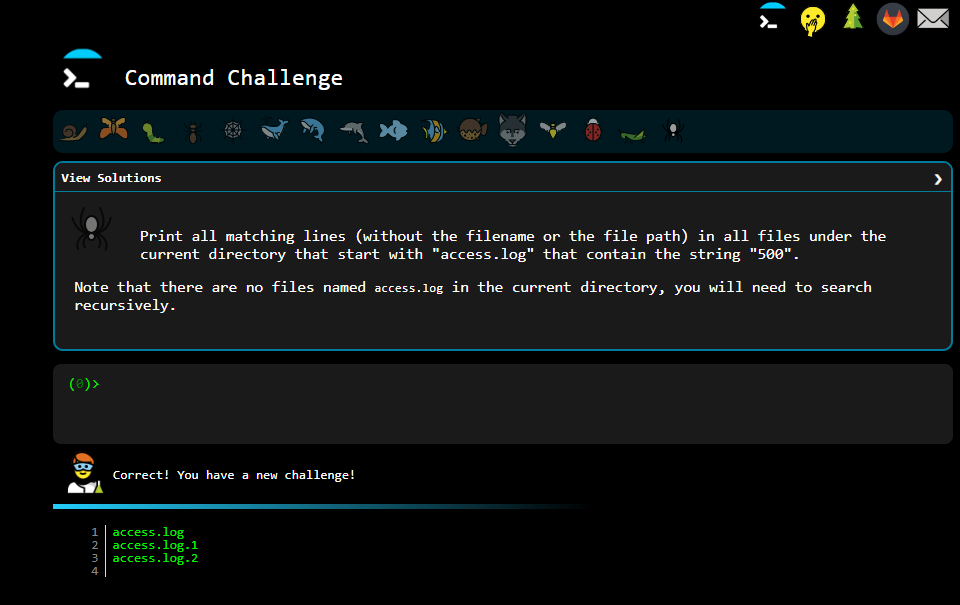 Command Challenge
View Solutions
Print all matching lines (without the filename or the file path) in all files under the
current directory that start with "access.log" that contain the string "500".
Note that there are no files named access.log in the current directory, you will need to search
recursively.
(0)>
Correct! You have a new challenge!
1 access.log
2 access.log.1
3 access.log.2
4